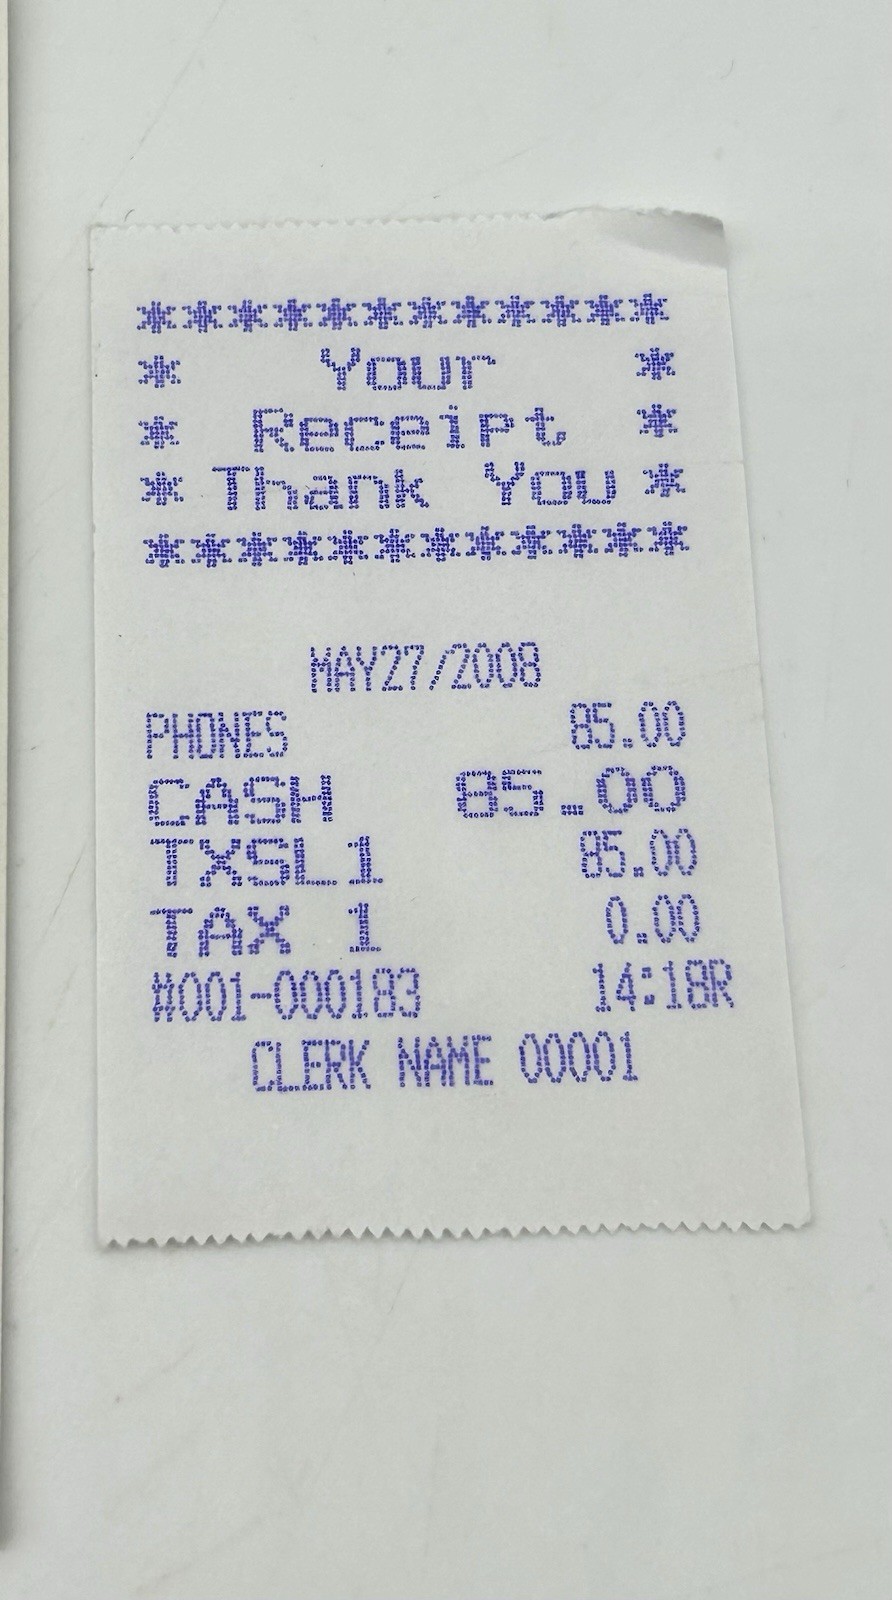 ************
* Your *
* Receipt *
* Thank You *
************
MAY27/2008
PHONES 85.00
CASH 85.00
TXSL1 85.00
TAX 1 0.00
#001-000183 14:18R
CLERK NAME 00001